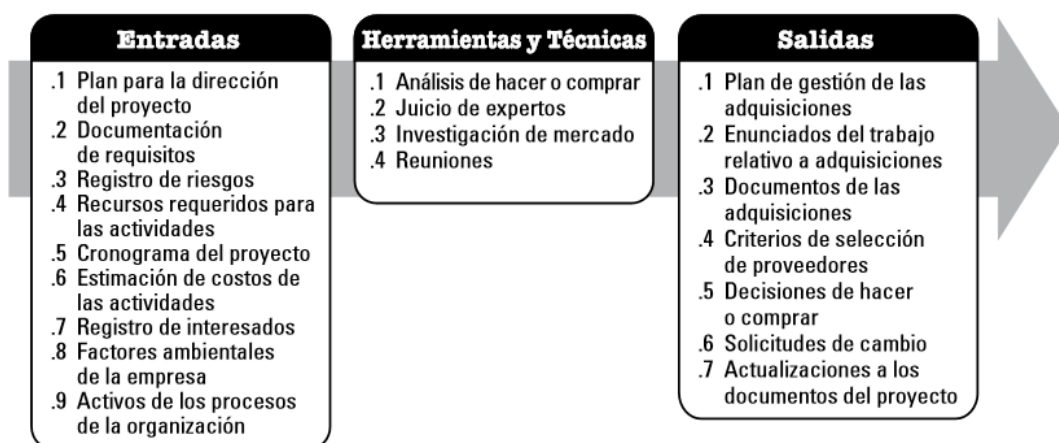 Entradas
.1 Plan para la dirección
del proyecto
.2 Documentación
de requisitos
.3 Registro de riesgos
.4 Recursos requeridos para
las actividades
.5 Cronograma del proyecto
.6 Estimación de costos de
las actividades
.7 Registro de interesados
.8 Factores ambientales
de la empresa
.9 Activos de los procesos
de la organización
Herramientas y Técnicas
.1 Análisis de hacer o comprar
.2 Juicio de expertos
.3 Investigación de mercado
.4 Reuniones
Salidas
.1 Plan de gestión de las
adquisiciones
.2 Enunciados del trabajo
relativo a adquisiciones
.3 Documentos de las
adquisiciones
.4 Criterios de selección
de proveedores
.5 Decisiones de hacer
o comprar
.6 Solicitudes de cambio
.7 Actualizaciones a los
documentos del proyecto